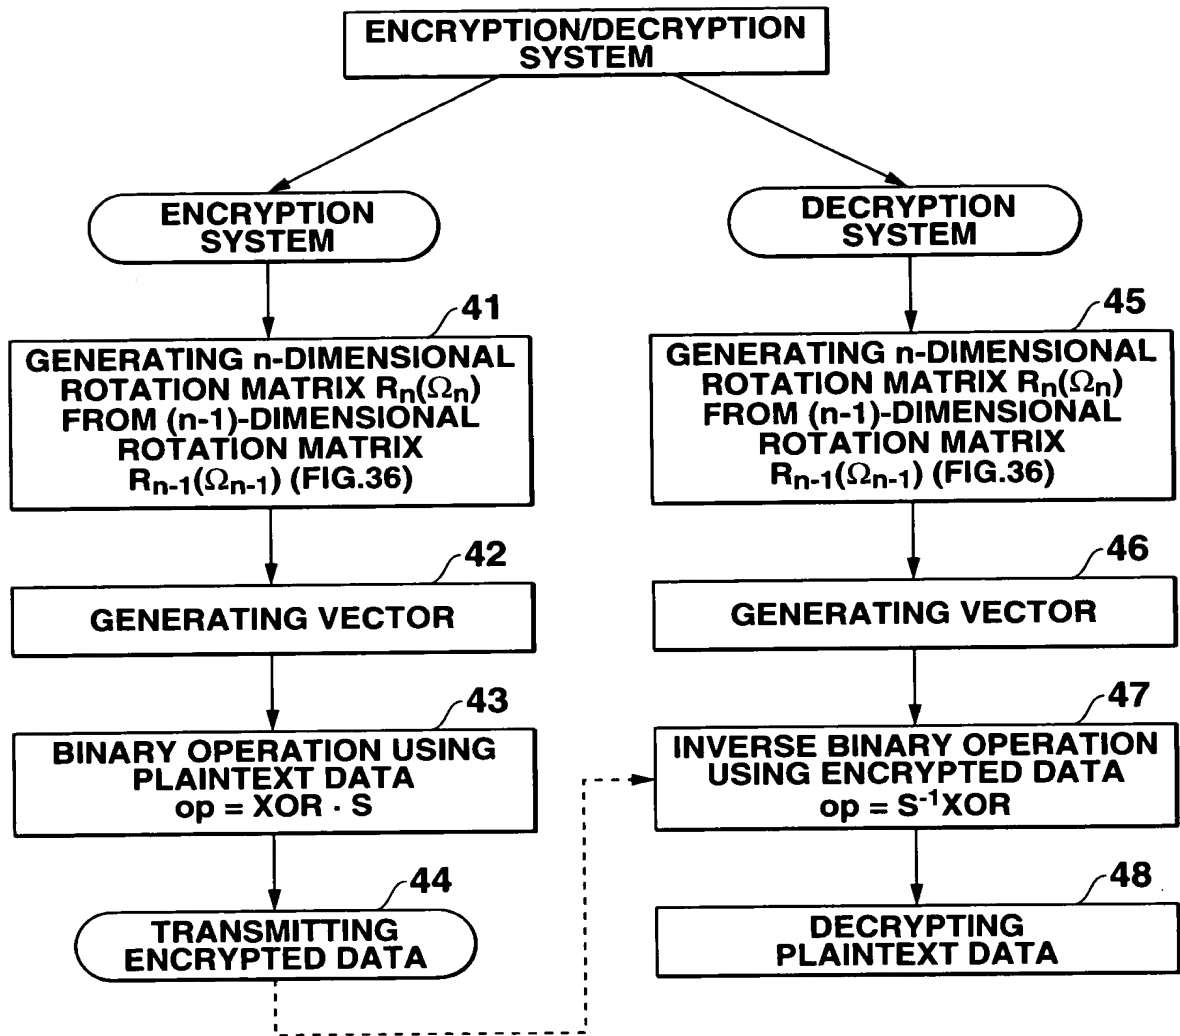 ENCRYPTION/DECRYPTION
SYSTEM
ENCRYPTION
SYSTEM
41
GENERATING n-DIMENSIONAL
ROTATION MATRIX Rn(Ωn)
FROM (n-1)-DIMENSIONAL
ROTATION MATRIX
Rn-1(Ωn-1) (FIG.36)
42
GENERATING VECTOR
43
BINARY OPERATION USING
PLAINTEXT DATA
op = XOR · S
44
TRANSMITTING
ENCRYPTED DATA
DECRYPTION
SYSTEM
45
GENERATING n-DIMENSIONAL
ROTATION MATRIX Rn(Ωn)
FROM (n-1)-DIMENSIONAL
ROTATION MATRIX
Rn-1(Ωn-1) (FIG.36)
46
GENERATING VECTOR
47
INVERSE BINARY OPERATION
USING ENCRYPTED DATA
op = S⁻¹XOR
48
DECRYPTING
PLAINTEXT DATA